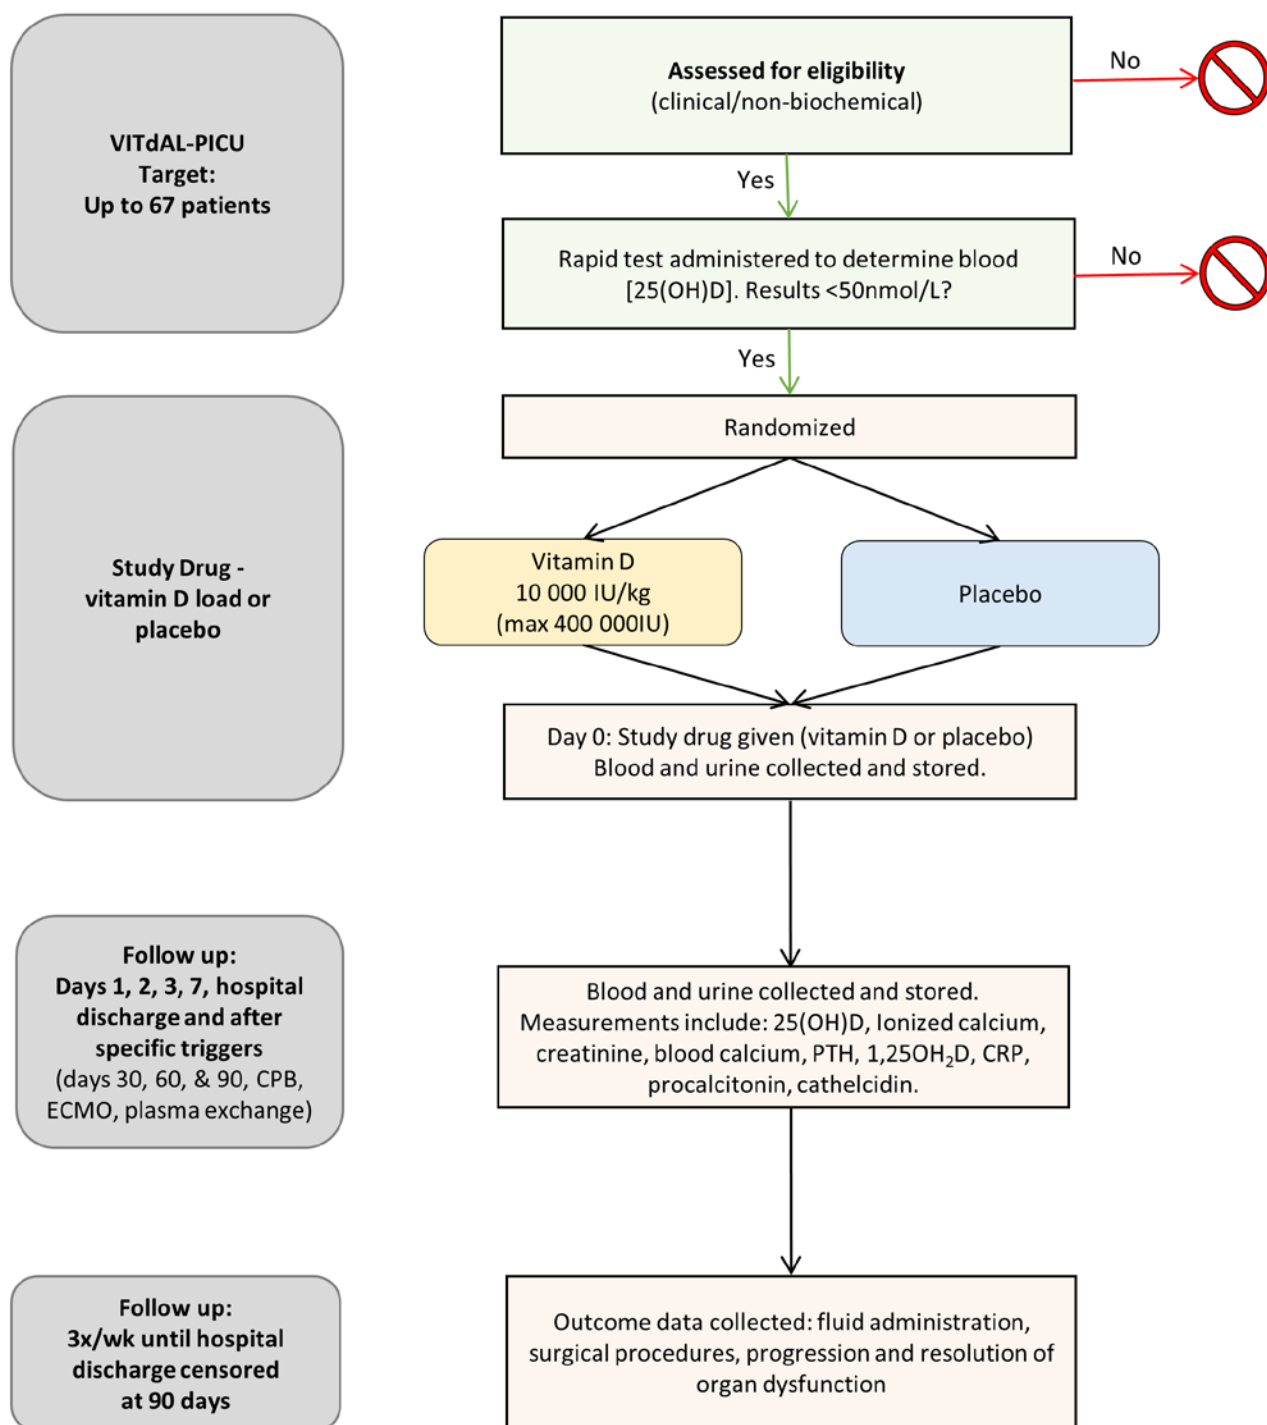 VITdAL-PICU
Target:
Up to 67 patients
Assessed for eligibility
(clinical/non-biochemical)
No
Yes
Rapid test administered to determine blood
[25(OH)D]. Results <50nmol/L?
No
Yes
Study Drug -
vitamin D load or
placebo
Randomized
Vitamin D
10 000 IU/kg
(max 400 000IU)
Placebo
Day 0: Study drug given (vitamin D or placebo)
Blood and urine collected and stored.
Follow up:
Days 1, 2, 3, 7, hospital
discharge and after
specific triggers
(days 30, 60, & 90, CPB,
ECMO, plasma exchange)
Blood and urine collected and stored.
Measurements include: 25(OH)D, Ionized calcium,
creatinine, blood calcium, PTH, 1,25OH₂D, CRP,
procalcitonin, cathelcidin.
Follow up:
3x/wk until hospital
discharge censored
at 90 days
Outcome data collected: fluid administration,
surgical procedures, progression and resolution of
organ dysfunction